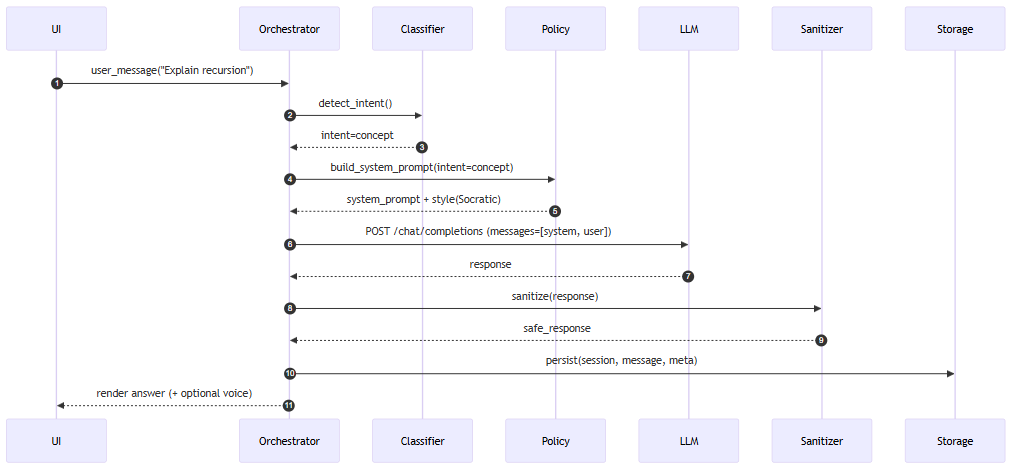 UI Orchestrator Classifier Policy LLM Sanitizer Storage
user_message("Explain recursion")
1
detect_intent()
2
intent=concept
3
build_system_prompt(intent=concept)
4
system_prompt + style(Socratic)
5
POST /chat/completions (messages=[system, user])
6
response
7
sanitize(response)
8
safe_response
9
persist(session, message, meta)
10
render answer (+ optional voice)
11
UI Orchestrator Classifier Policy LLM Sanitizer Storage